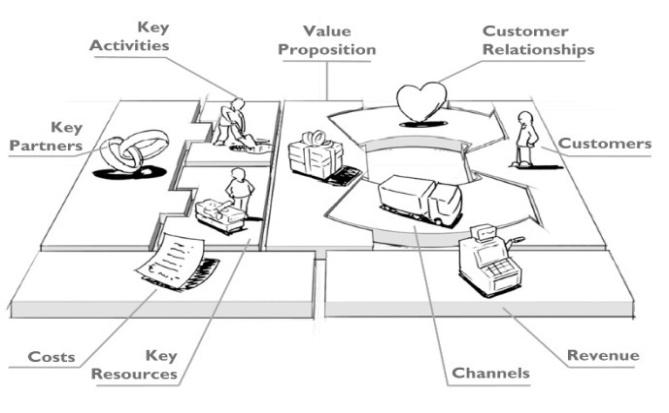 Key
Activities
Value
Proposition
Customer
Relationships
Key
Partners
Customers
Costs
Key
Resources
Channels
Revenue